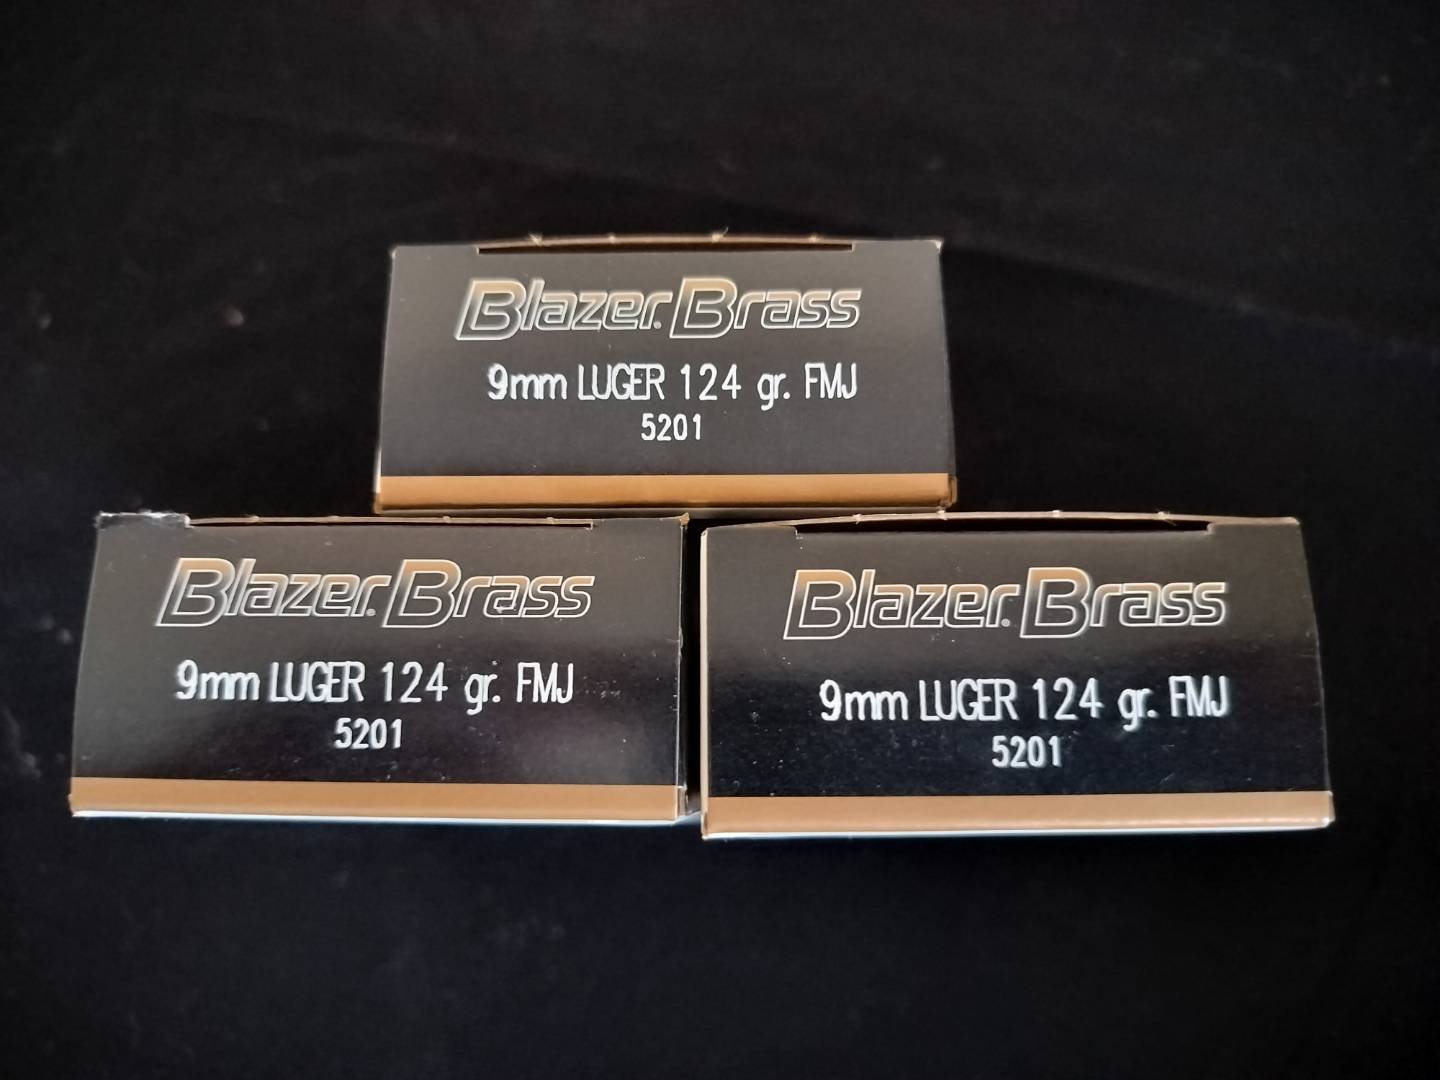 Blazer® Brass
9mm LUGER 124 gr. FMJ
5201
Blazer® Brass
9mm LUGER 124 gr. FMJ
5201
Blazer® Brass
9mm LUGER 124 gr. FMJ
5201